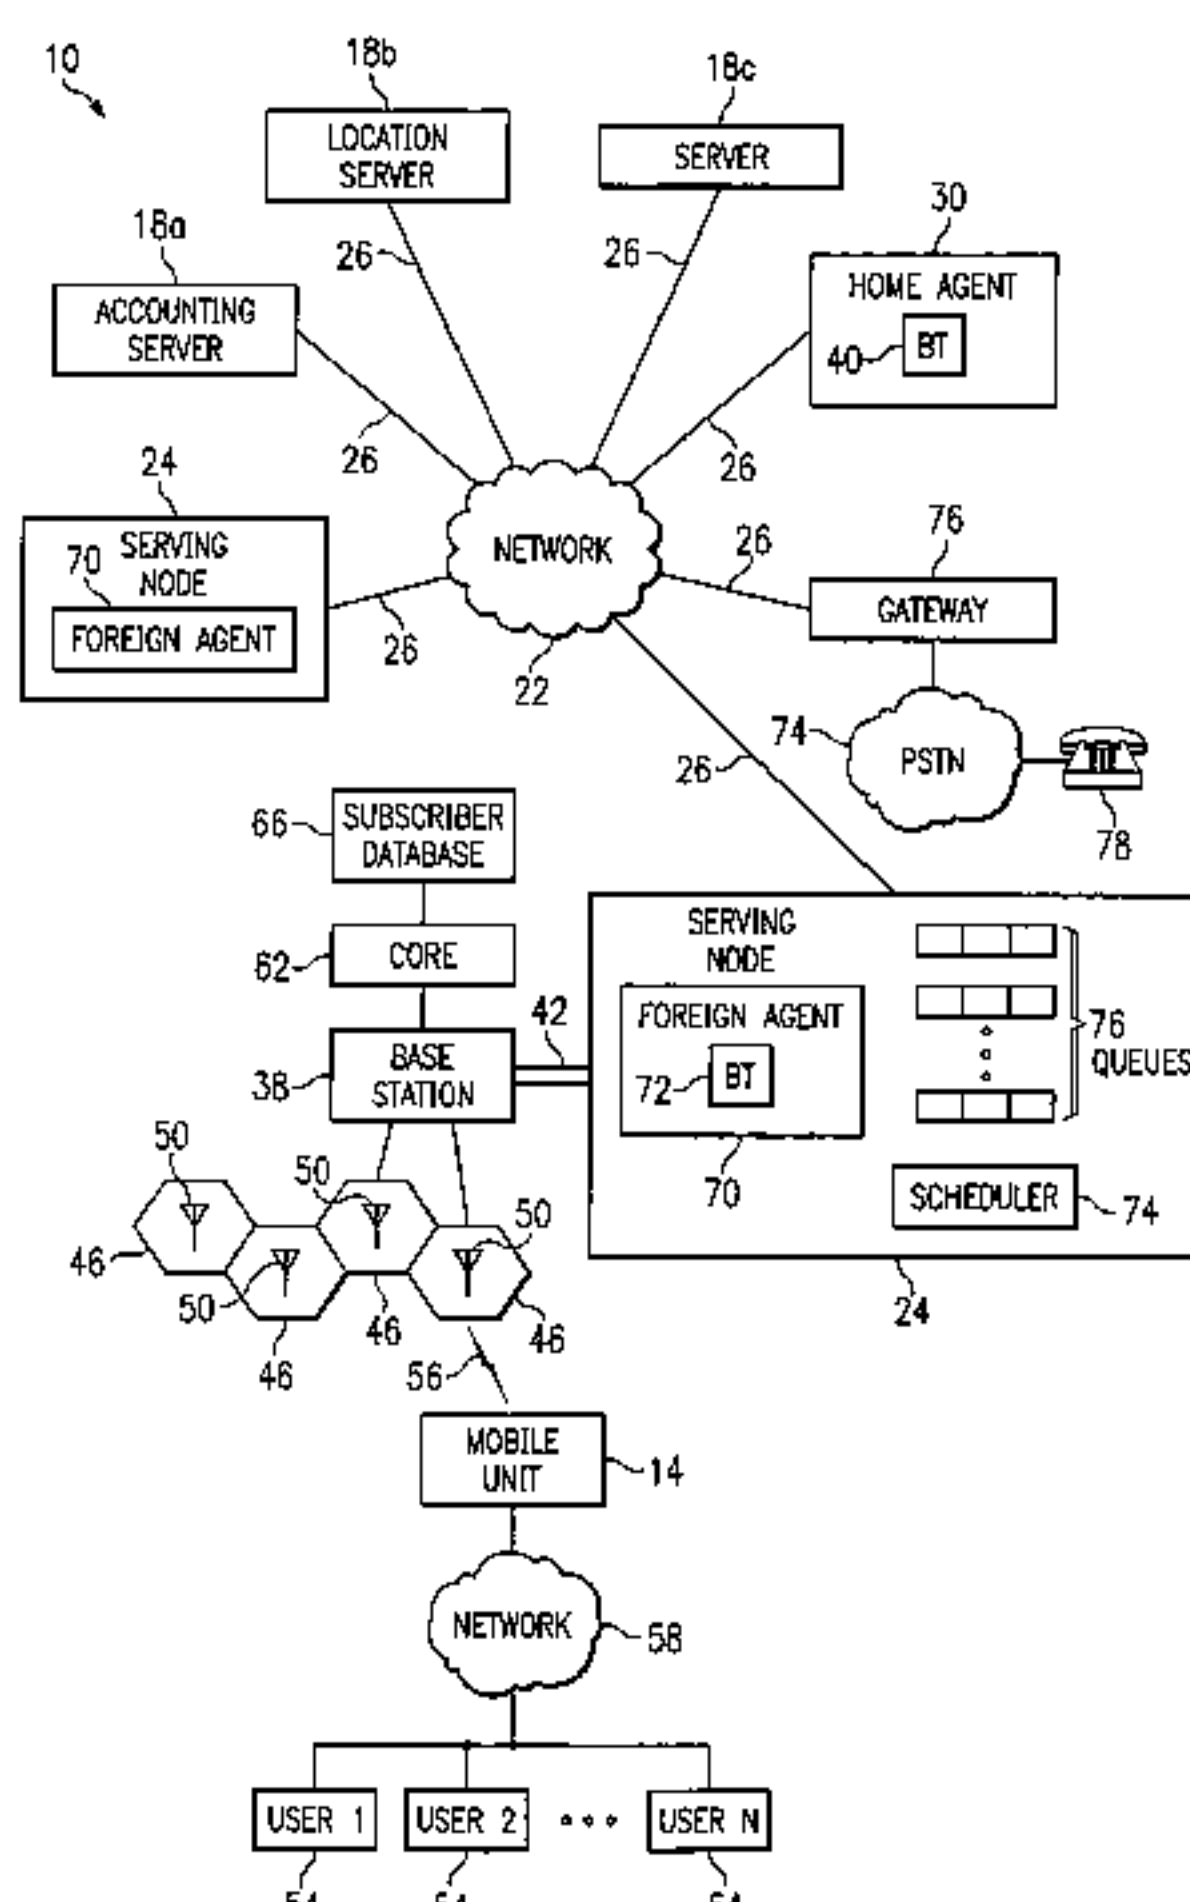 10
18b
18c
LOCATION
SERVER
SERVER
30
18a
26
26
HOME AGENT
ACCOUNTING
SERVER
40
BT
26
26
24
76
70
SERVING
NODE
NETWORK
26
GATEWAY
FOREIGN AGENT
26
22
74
PSTN
26
78
66
SUBSCRIBER
DATABASE
SERVING
NODE
62
CORE
42
FOREIGN AGENT
76
QUEUES
38
BASE
STATION
72
BT
50
50
70
50
SCHEDULER
74
46
50
46
46
46
24
56
MOBILE
UNIT
14
NETWORK
58
USER 1
USER 2
USER N
54
54
54